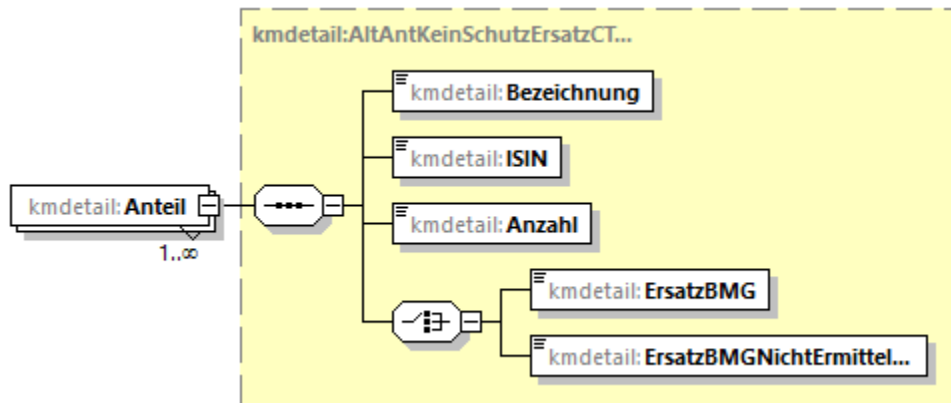 kmdetail:AltAntKeinSchutzErsatzCT...
kmdetail:Bezeichnung
kmdetail:ISIN
kmdetail:Anteil
1..∞
kmdetail:Anzahl
kmdetail:ErsatzBMG
kmdetail:ErsatzBMGNichtErmittel...